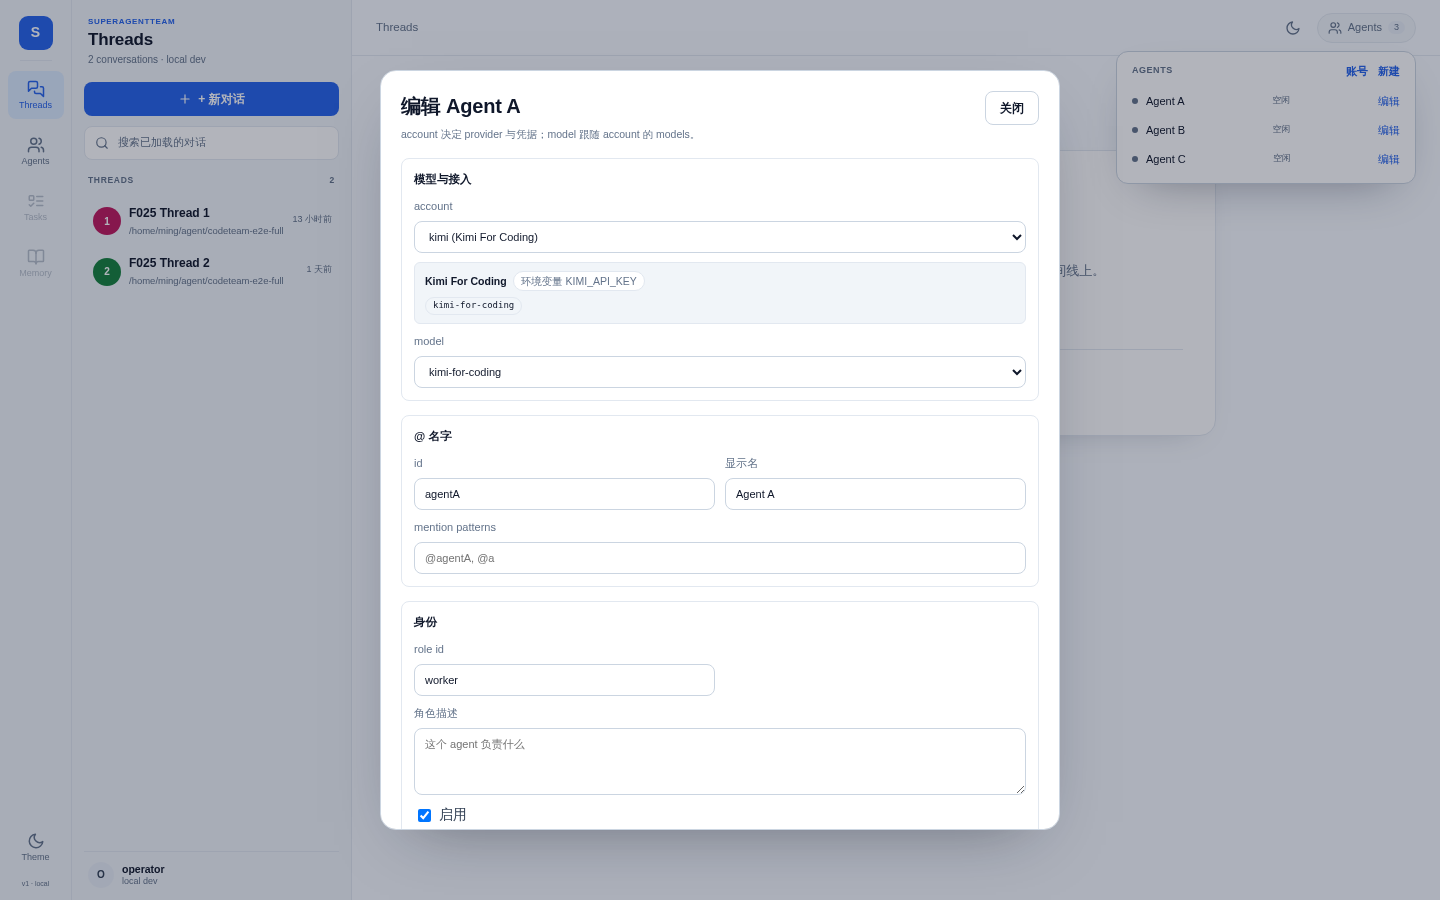 S
Threads
Agents
Tasks
Memory
Theme
v1 · local
SUPERAGENTTEAM
Threads
2 conversations · local dev
+ 新对话
搜索已加载的对话
THREADS 2
1
F025 Thread 1
13 小时前
/home/ming/agent/codeteam-e2e-full
2
F025 Thread 2
1 天前
/home/ming/agent/codeteam-e2e-full
O
operator
local dev
Threads
Agents 3
AGENTS 账号 新建
Agent A 空闲 编辑
Agent B 空闲 编辑
Agent C 空闲 编辑
间线上。
编辑 Agent A
关闭
account 决定 provider 与凭据；model 跟随 account 的 models。
模型与接入
account
kimi (Kimi For Coding)
Kimi For Coding 环境变量 KIMI_API_KEY
kimi-for-coding
model
kimi-for-coding
@ 名字
id 显示名
agentA Agent A
mention patterns
@agentA, @a
身份
role id
worker
角色描述
这个 agent 负责什么
启用